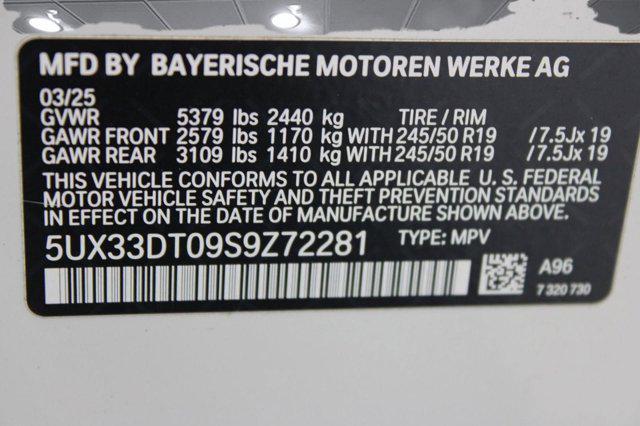 MFD BY BAYERISCHE MOTOREN WERKE AG
03/25
GVWR 5379 lbs 2440 kg TIRE / RIM
GAWR FRONT 2579 lbs 1170 kg WITH 245/50 R19 /7.5Jx 19
GAWR REAR 3109 lbs 1410 kg WITH 245/50 R19 /7.5Jx 19
THIS VEHICLE CONFORMS TO ALL APPLICABLE U. S. FEDERAL
MOTOR VEHICLE SAFETY AND THEFT PREVENTION STANDARDS
IN EFFECT ON THE DATE OF MANUFACTURE SHOWN ABOVE.
5UX33DT09S9Z72281 TYPE: MPV
A96
7 320 730